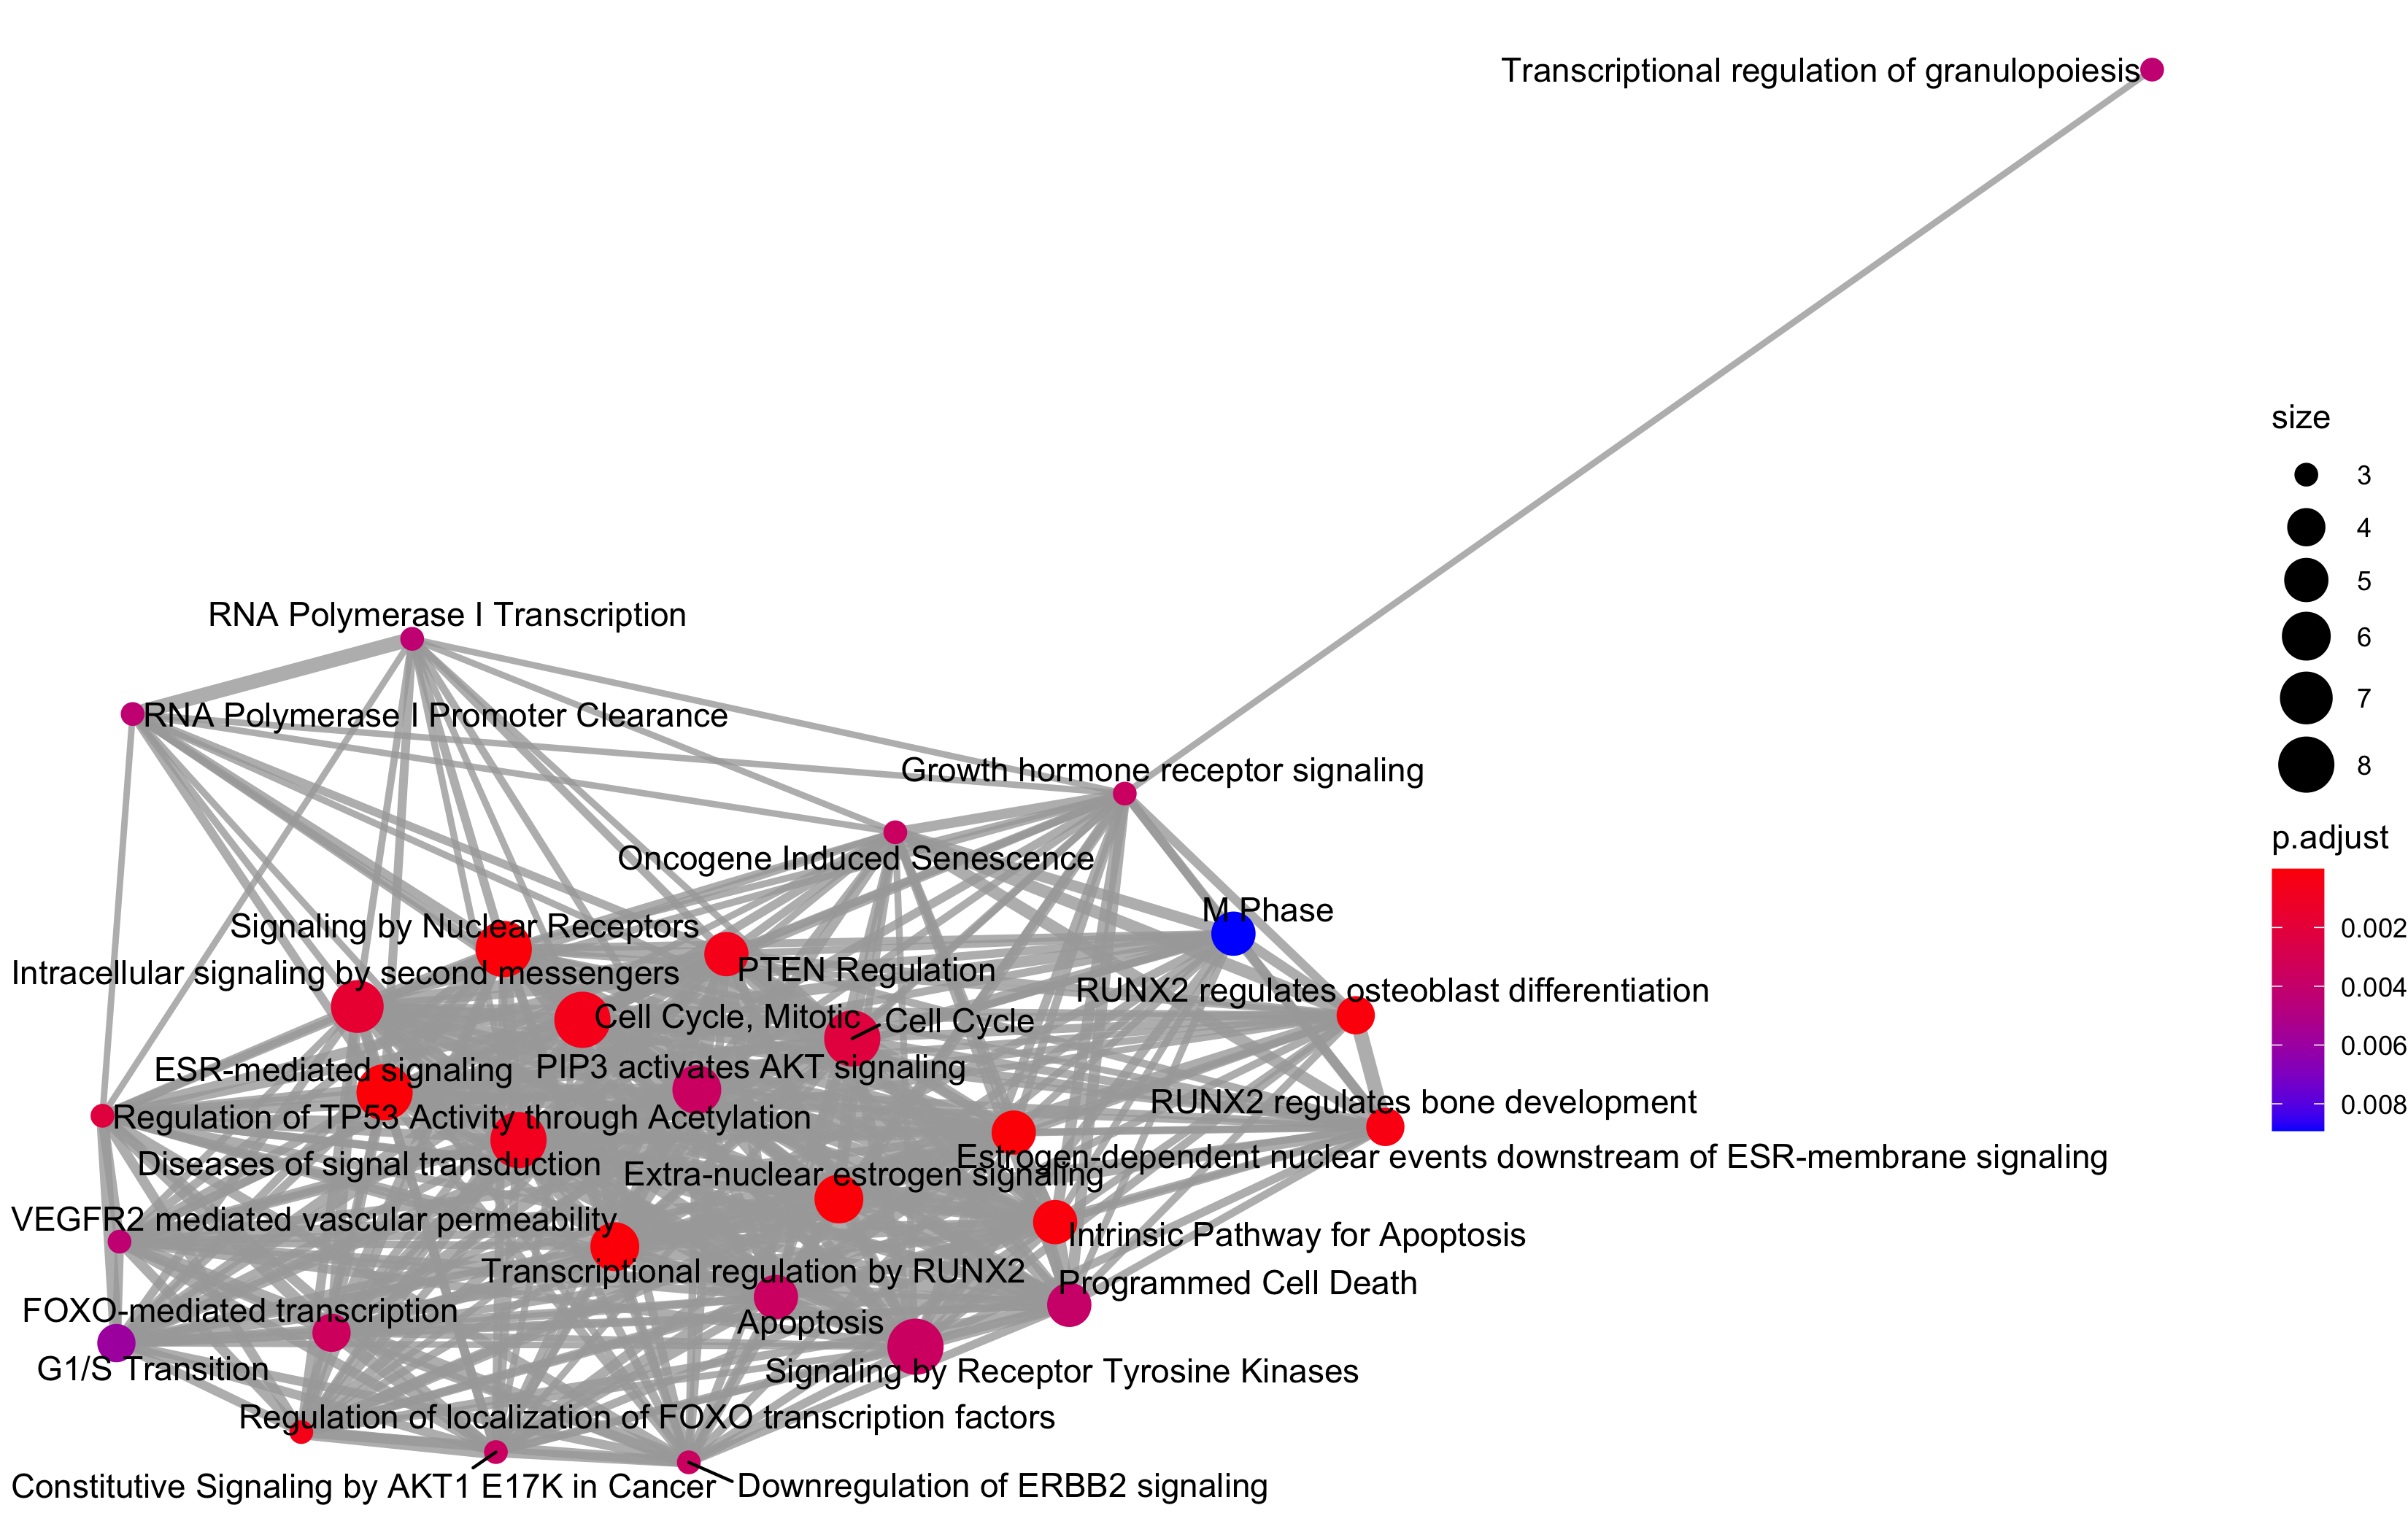 Transcriptional regulation of granulopoiesis
size
3
4
5
6
7
8
p.adjust
0.002
0.004
0.006
0.008
RNA Polymerase I Transcription
RNA Polymerase I Promoter Clearance
Growth hormone receptor signaling
Oncogene Induced Senescence
M Phase
Signaling by Nuclear Receptors
Intracellular signaling by second messengers
PTEN Regulation
RUNX2 regulates osteoblast differentiation
Cell Cycle, Mitotic
Cell Cycle
ESR-mediated signaling
PIP3 activates AKT signaling
RUNX2 regulates bone development
Regulation of TP53 Activity through Acetylation
Diseases of signal transduction
Estrogen-dependent nuclear events downstream of ESR-membrane signaling
Extra-nuclear estrogen signaling
VEGFR2 mediated vascular permeability
Intrinsic Pathway for Apoptosis
Transcriptional regulation by RUNX2
Programmed Cell Death
FOXO-mediated transcription
Apoptosis
G1/S Transition
Signaling by Receptor Tyrosine Kinases
Regulation of localization of FOXO transcription factors
Constitutive Signaling by AKT1 E17K in Cancer
Downregulation of ERBB2 signaling